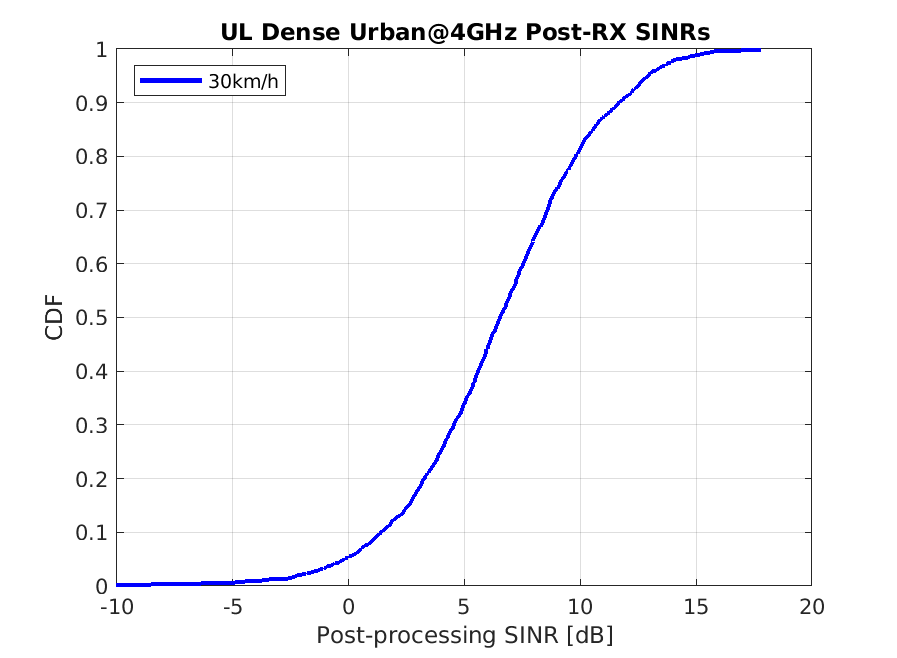 UL Dense Urban@4GHz Post-RX SINRs
30km/h
1
0.9
0.8
0.7
0.6
0.5
0.4
0.3
0.2
0.1
0
CDF
-10 -5 0 5 10 15 20
Post-processing SINR [dB]